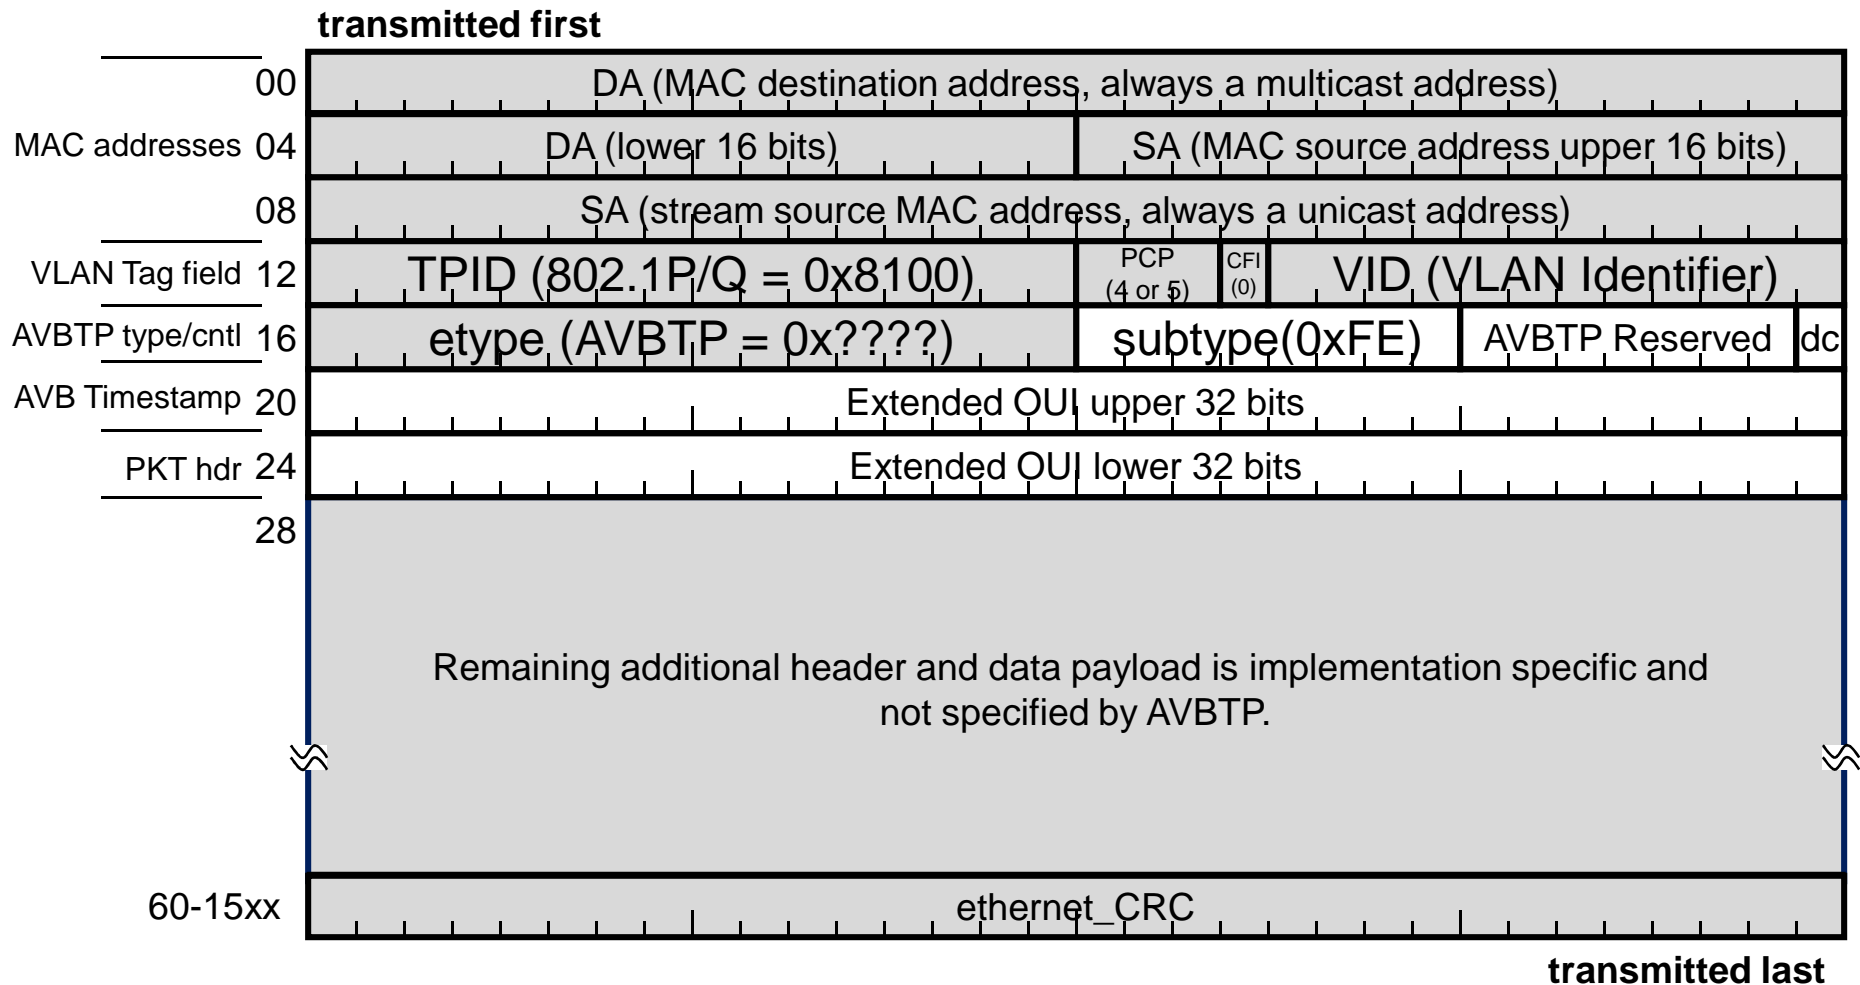 transmitted first
00 DA (MAC destination address, always a multicast address)
MAC addresses 04 DA (lower 16 bits) SA (MAC source address upper 16 bits)
08 SA (stream source MAC address, always a unicast address)
VLAN Tag field 12 TPID (802.1P/Q = 0x8100) PCP (4 or 5) CFI (0) VID (VLAN Identifier)
AVBTP type/cntl 16 etype (AVBTP = 0x????) subtype(0xFE) AVBTP Reserved dc
AVB Timestamp 20 Extended OUI upper 32 bits
PKT hdr 24 Extended OUI lower 32 bits
28
Remaining additional header and data payload is implementation specific and
not specified by AVBTP.
60-15xx ethernet_CRC
transmitted last